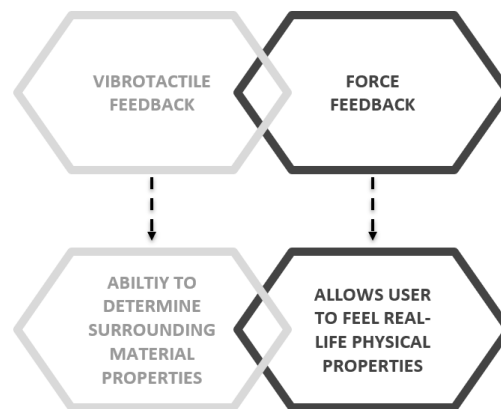 VIBROTACTILE
FEEDBACK
FORCE
FEEDBACK
ABILTIY TO
DETERMINE
SURROUNDING
MATERIAL
PROPERTIES
ALLOWS USER
TO FEEL REAL-
LIFE PHYSICAL
PROPERTIES